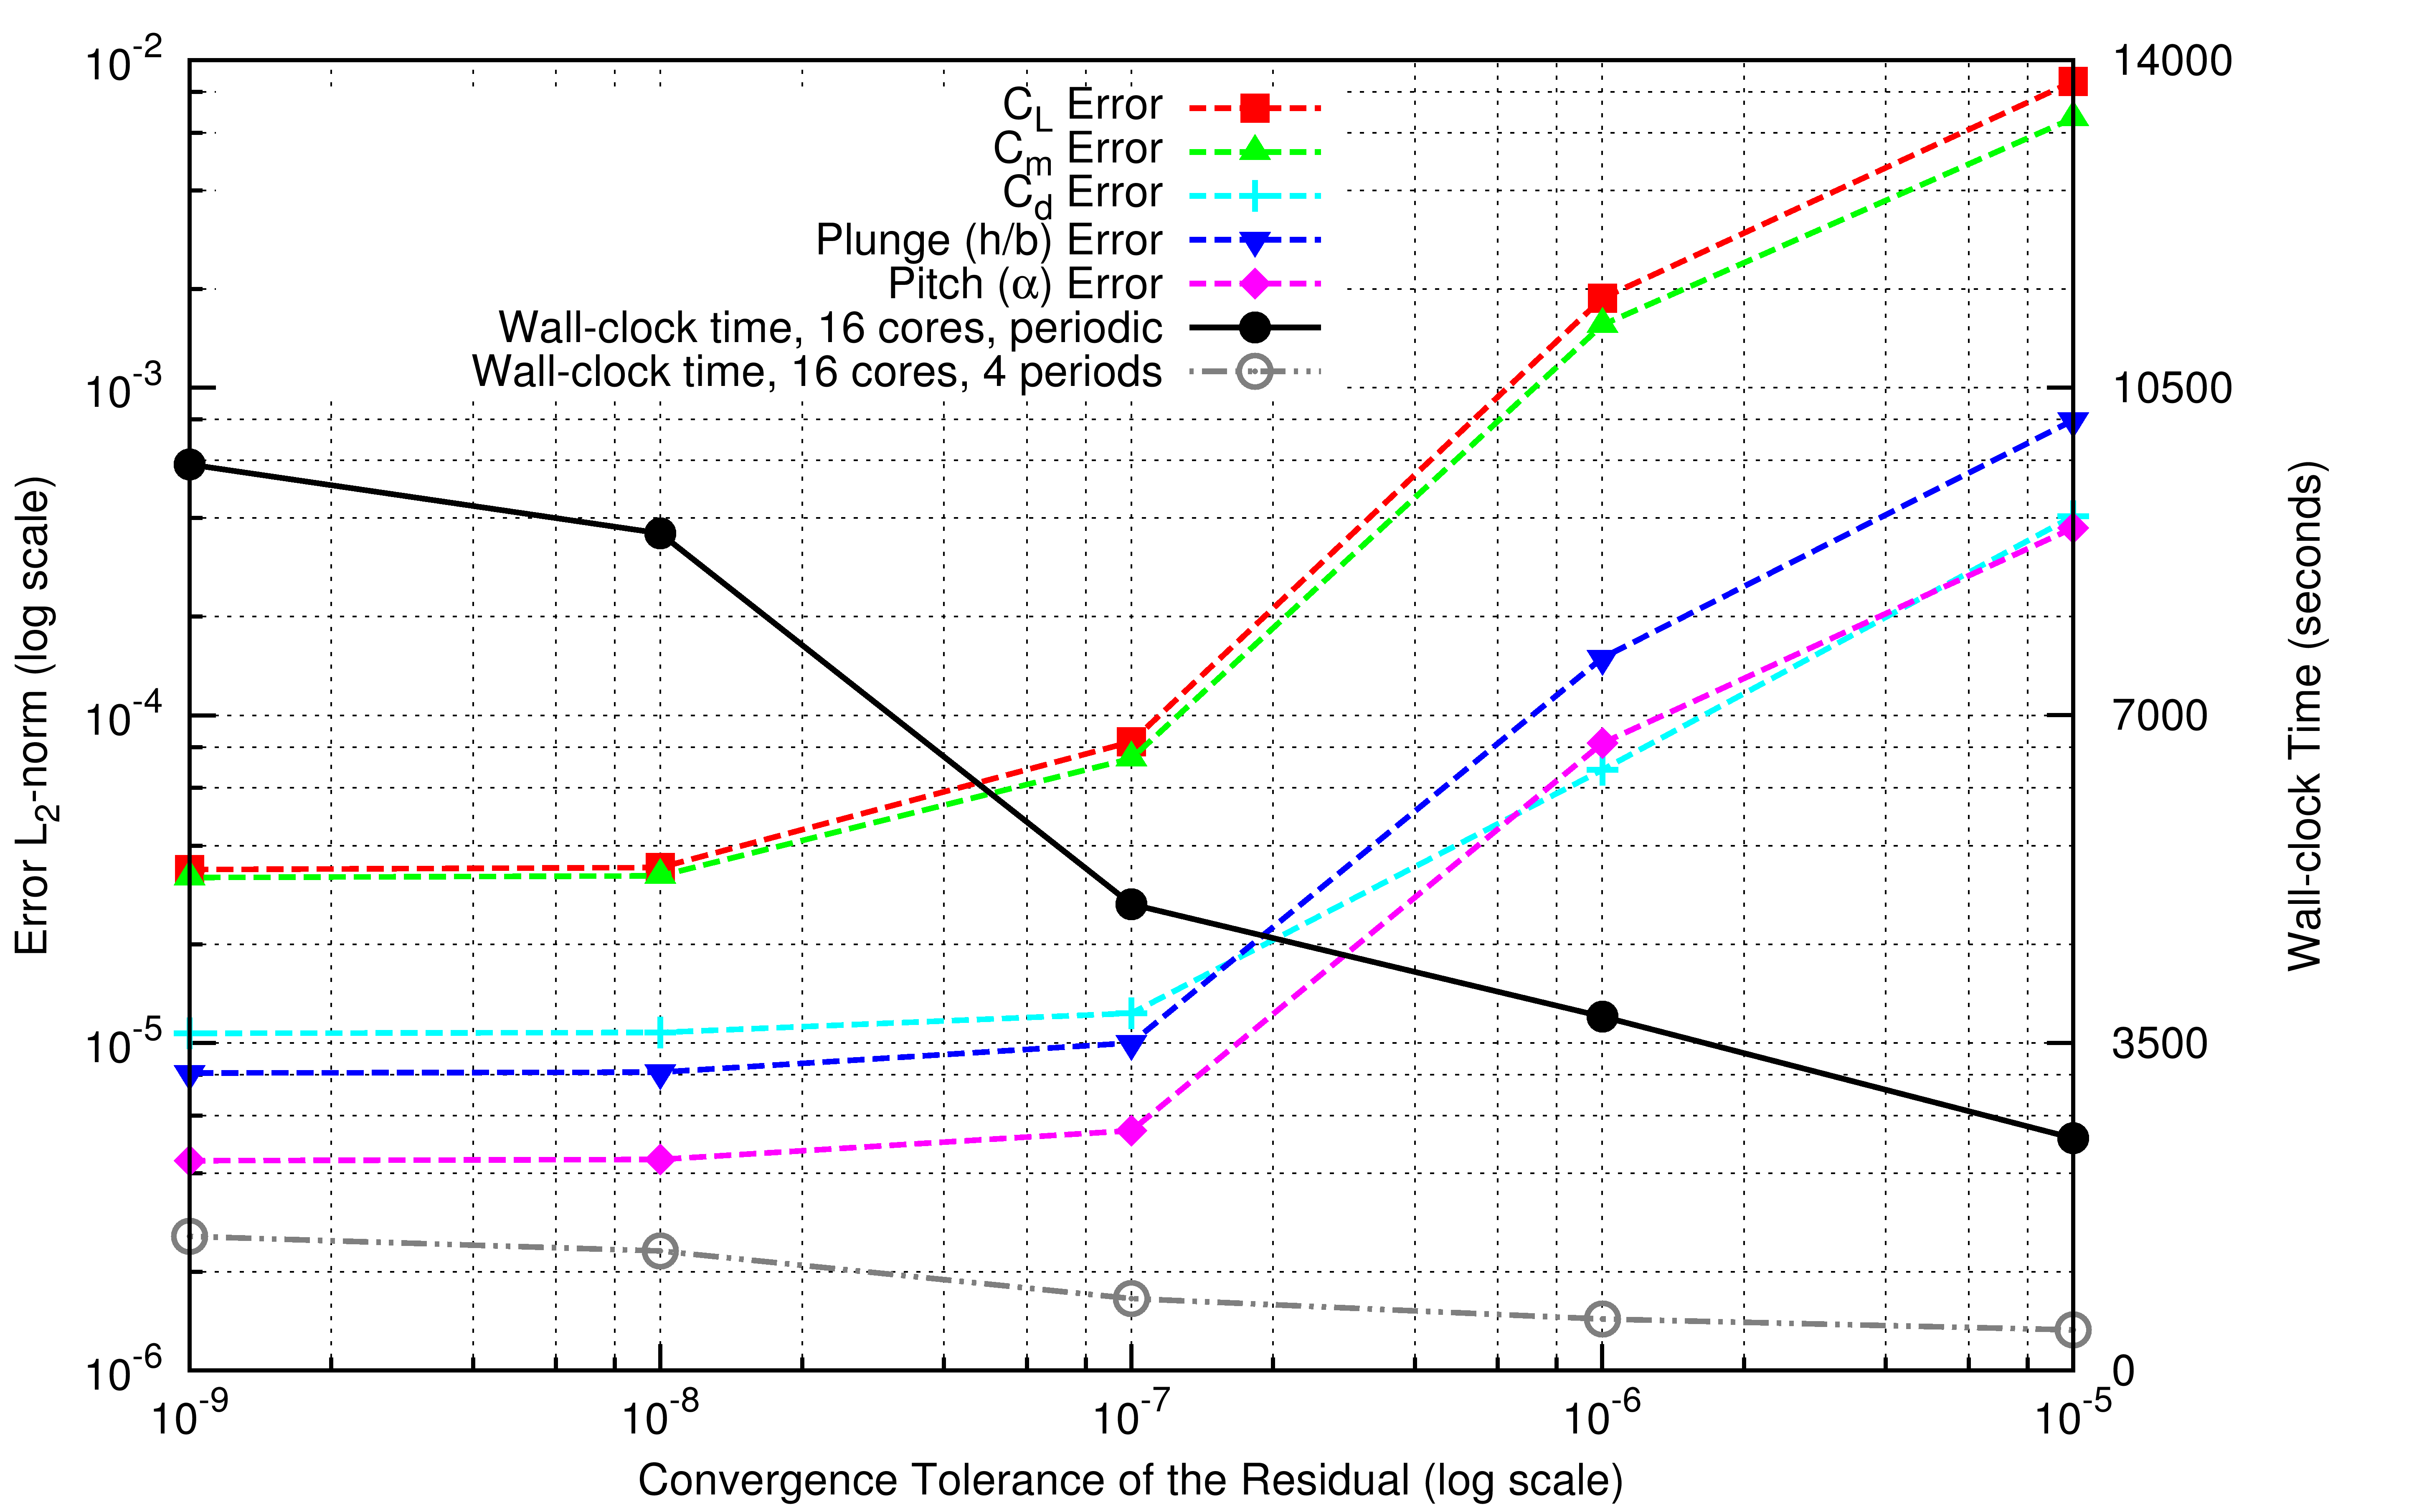 10^-2
14000
C_L Error
C_m Error
C_d Error
Plunge (h/b) Error
Pitch (α) Error
Wall-clock time, 16 cores, periodic
Wall-clock time, 16 cores, 4 periods
10^-3
10500
10^-4
7000
10^-5
3500
10^-6
0
Error L_2-norm (log scale)
Wall-clock Time (seconds)
10^-9 10^-8 10^-7 10^-6 10^-5
Convergence Tolerance of the Residual (log scale)